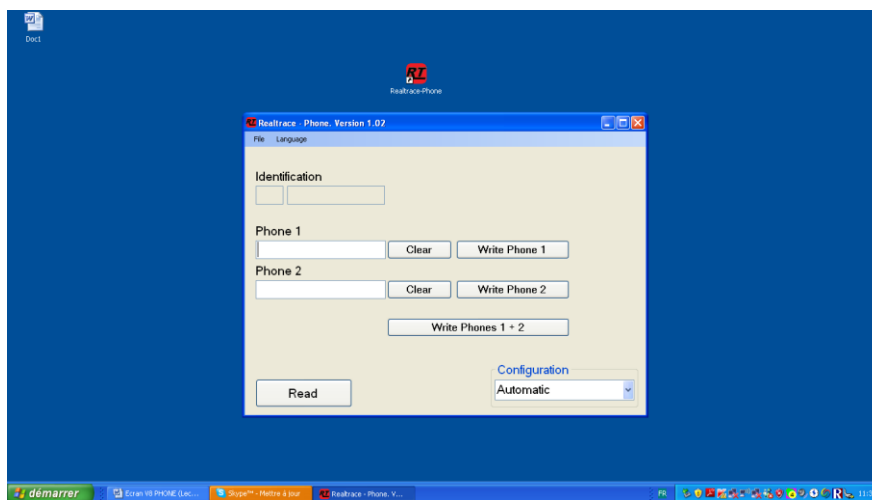 Doc1
RT
Realtrace-Phone
Realtrace - Phone. Version 1.02
File Language
Identification
Phone 1
Clear Write Phone 1
Phone 2
Clear Write Phone 2
Write Phones 1 + 2
Configuration
Read Automatic
démarrer Ecran V8 PHONE (Lec... Skype™ - Mettre à jour Realtrace - Phone. V... FR